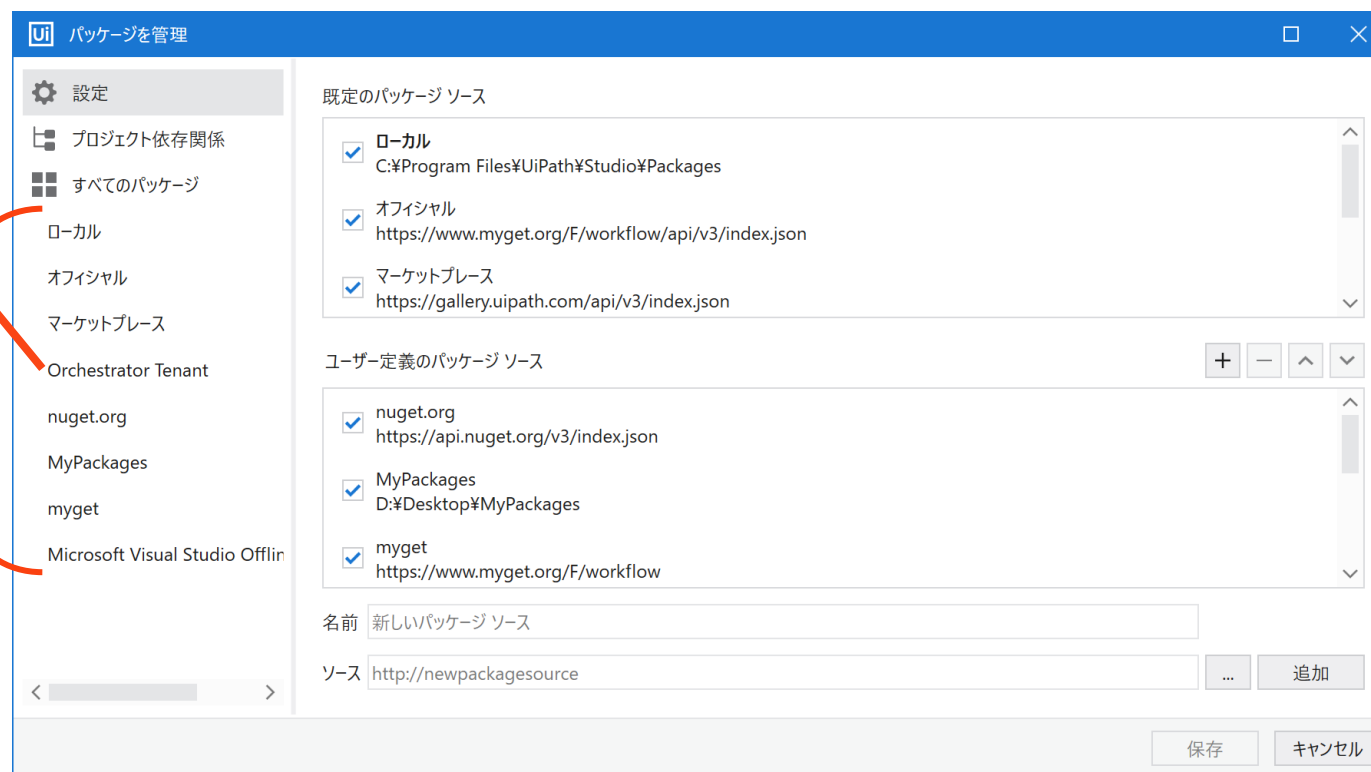 Ui パッケージを管理
設定
プロジェクト依存関係
すべてのパッケージ
ローカル
オフィシャル
マーケットプレース
Orchestrator Tenant
nuget.org
MyPackages
myget
Microsoft Visual Studio Offlin
既定のパッケージ ソース
ローカル
C:¥Program Files¥UiPath¥Studio¥Packages
オフィシャル
https://www.myget.org/F/workflow/api/v3/index.json
マーケットプレース
https://gallery.uipath.com/api/v3/index.json
ユーザー定義のパッケージ ソース
nuget.org
https://api.nuget.org/v3/index.json
MyPackages
D:¥Desktop¥MyPackages
myget
https://www.myget.org/F/workflow
名前 新しいパッケージ ソース
ソース http://newpackagesource ... 追加
保存 キャンセル